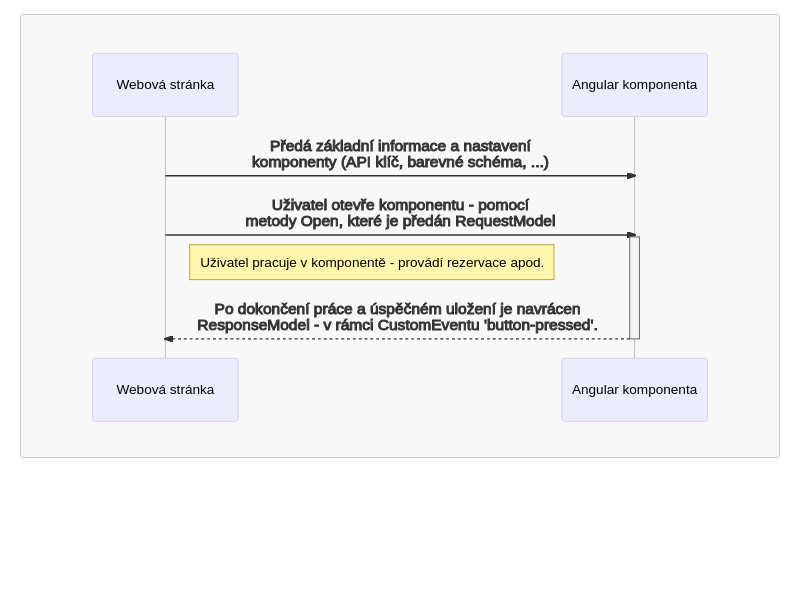 Webová stránka
Angular komponenta
Předá základní informace a nastavení
komponenty (API klíč, barevné schéma, ...)
Uživatel otevře komponentu - pomocí
metody Open, které je předán RequestModel
Uživatel pracuje v komponentě - provádí rezervace apod.
Po dokončení práce a úspěčném uložení je navrácen
ResponseModel - v rámci CustomEventu 'button-pressed'.
Webová stránka
Angular komponenta